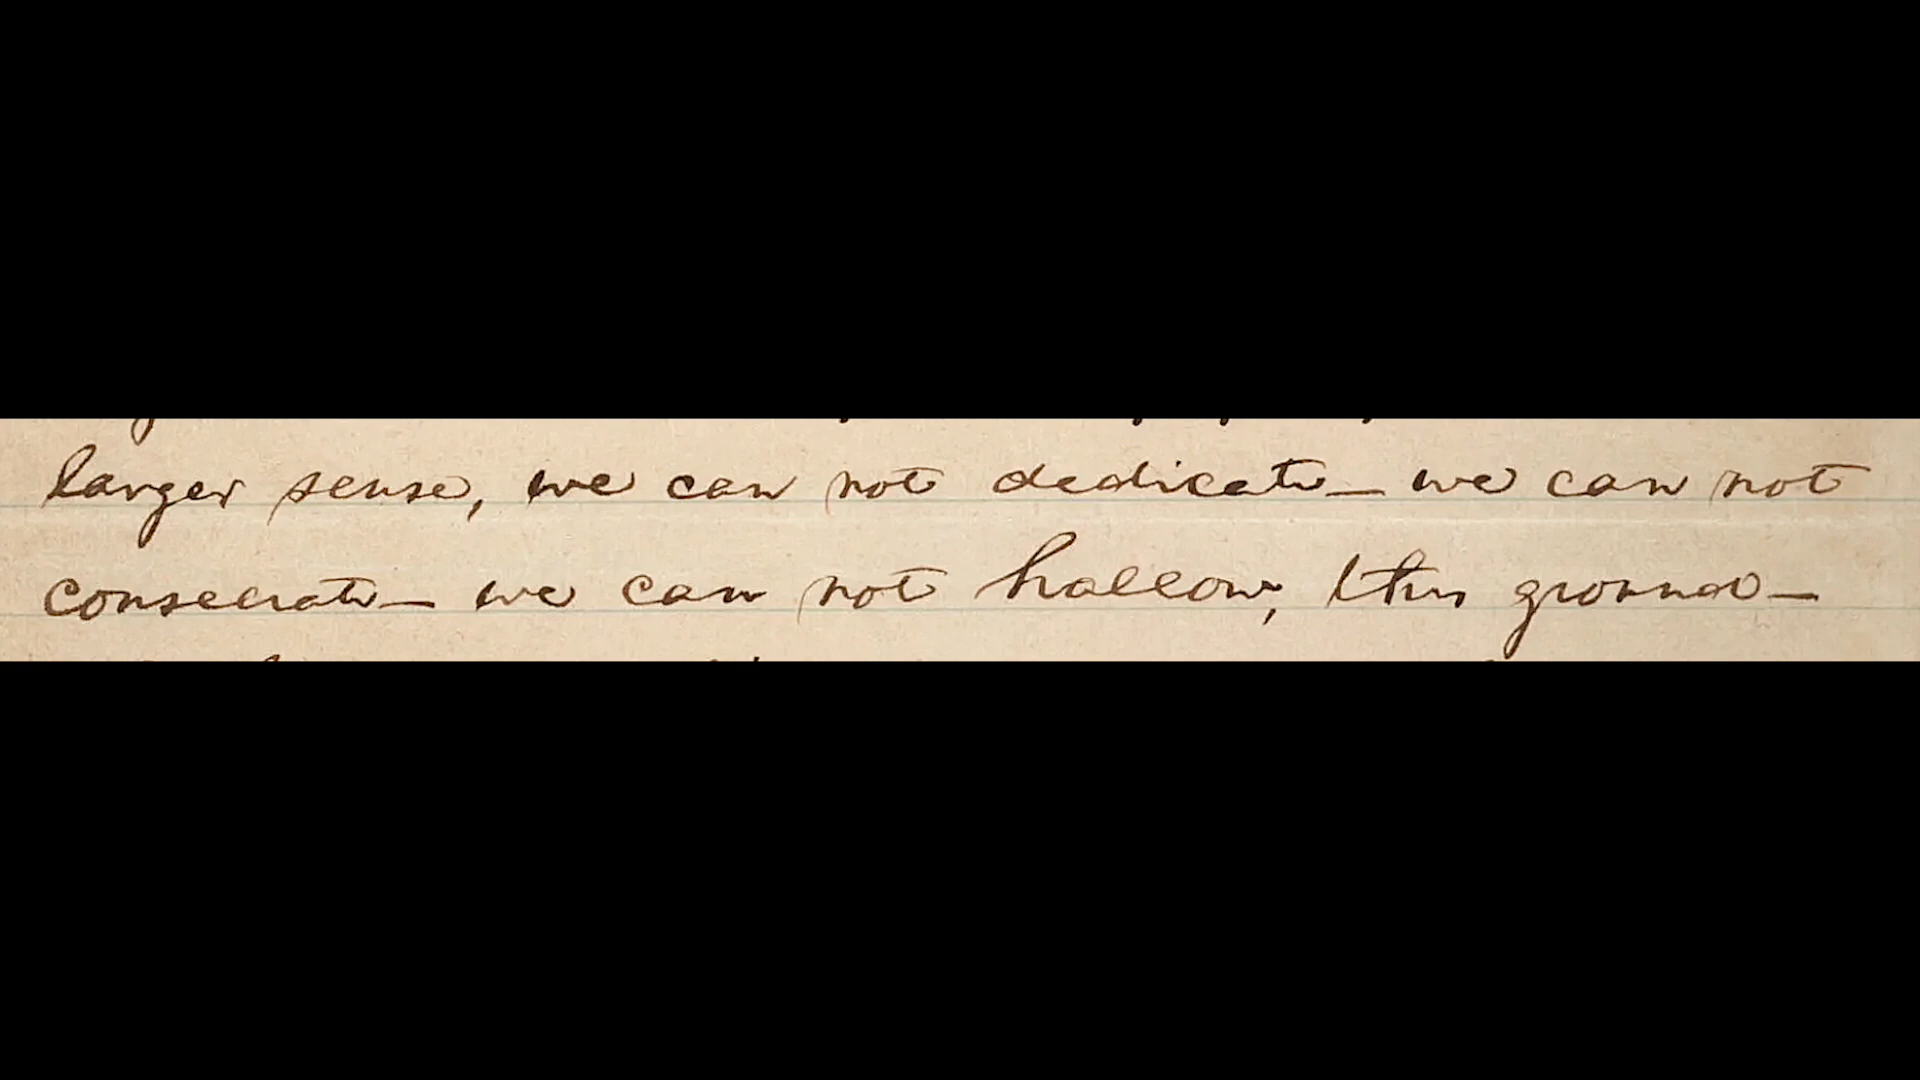 larger sense, we can not dedicate — we can not
consecrate — we can not hallow, this ground —